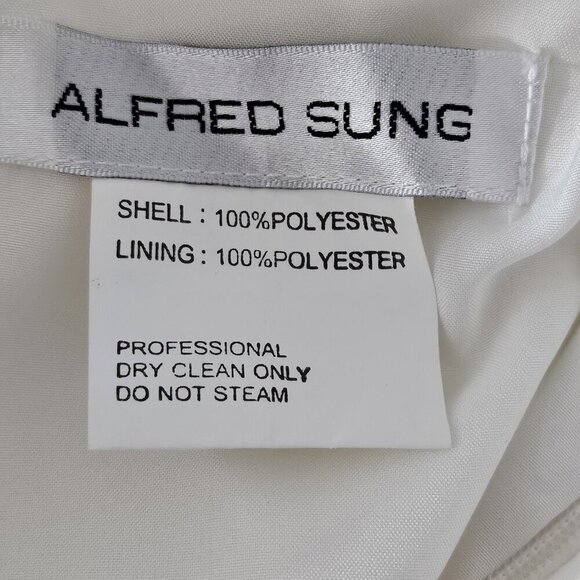 ALFRED SUNG
SHELL : 100%POLYESTER
LINING : 100%POLYESTER
PROFESSIONAL
DRY CLEAN ONLY
DO NOT STEAM